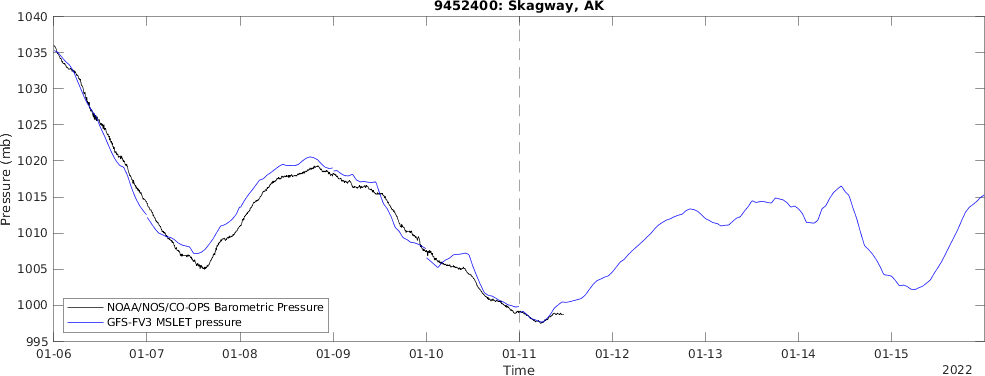 9452400: Skagway, AK
Pressure (mb)
1040
1035
1030
1025
1020
1015
1010
1005
1000
995
NOAA/NOS/CO-OPS Barometric Pressure
GFS-FV3 MSLET pressure
01-06 01-07 01-08 01-09 01-10 01-11 01-12 01-13 01-14 01-15
Time
2022